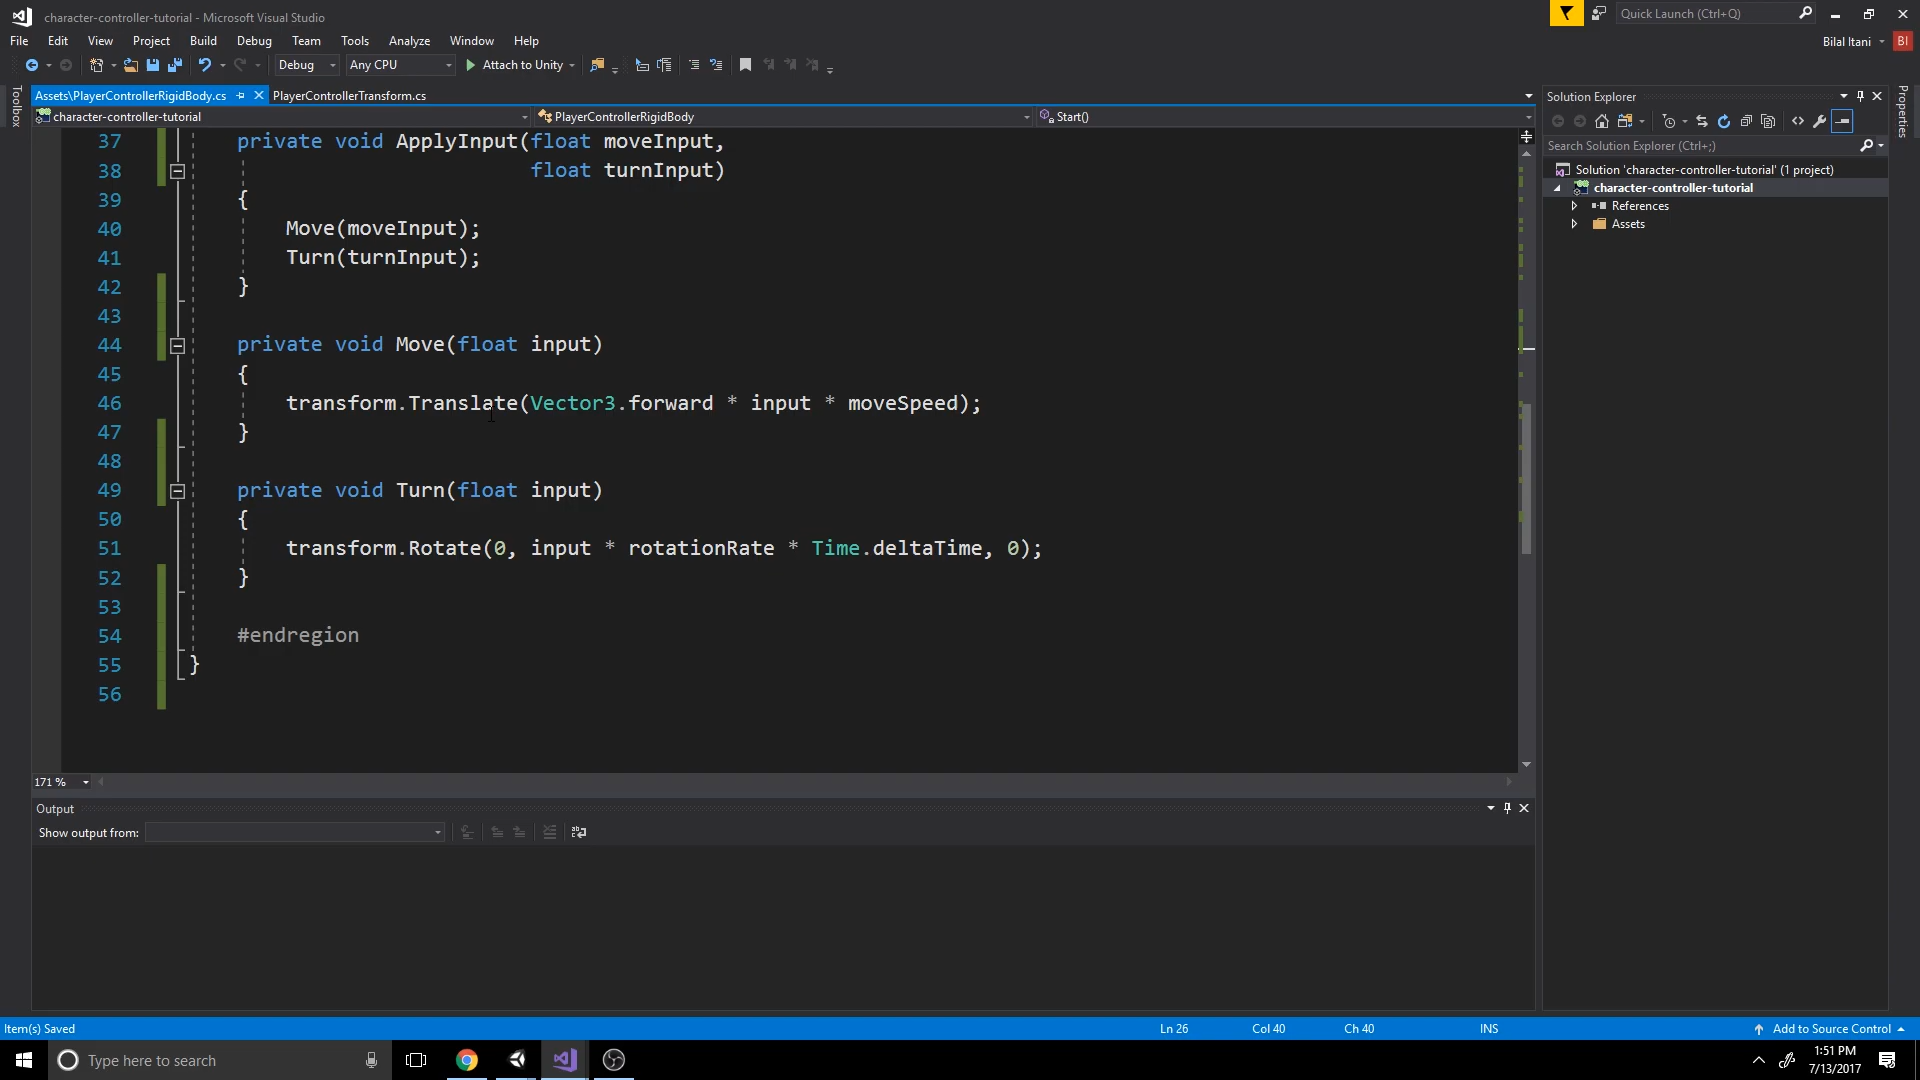 character-controller-tutorial - Microsoft Visual Studio
Quick Launch (Ctrl+Q)
File Edit View Project Build Debug Team Tools Analyze Window Help
Bilal Itani BI
Debug Any CPU Attach to Unity
Toolbox
Assets\PlayerControllerRigidBody.cs PlayerControllerTransform.cs
character-controller-tutorial PlayerControllerRigidBody Start()
37 private void ApplyInput(float moveInput,
38 float turnInput)
39 {
40 Move(moveInput);
41 Turn(turnInput);
42 }
43
44 private void Move(float input)
45 {
46 transform.Translate(Vector3.forward * input * moveSpeed);
47 }
48
49 private void Turn(float input)
50 {
51 transform.Rotate(0, input * rotationRate * Time.deltaTime, 0);
52 }
53
54 #endregion
55 }
56
171 %
Output
Show output from:
Solution Explorer
Search Solution Explorer (Ctrl+;)
Solution 'character-controller-tutorial' (1 project)
character-controller-tutorial
References
Assets
Properties
Item(s) Saved Ln 26 Col 40 Ch 40 INS Add to Source Control
Type here to search
1:51 PM
7/13/2017